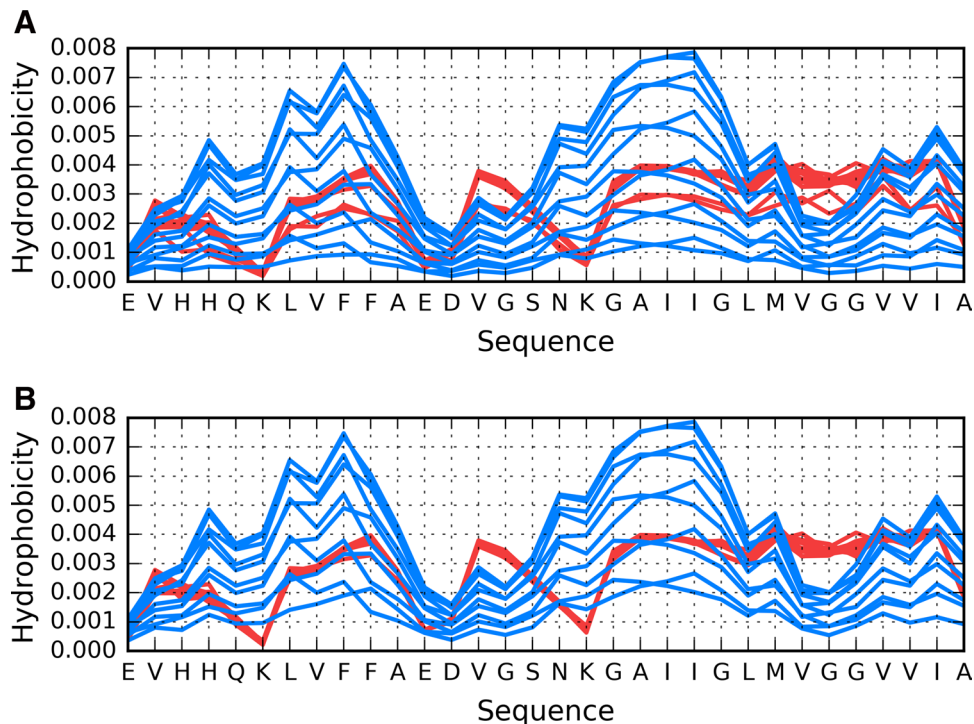 A
Hydrophobicity
0.008
0.007
0.006
0.005
0.004
0.003
0.002
0.001
0.000
E V H H Q K L V F F A E D V G S N K G A I I G L M V G G V V I A
Sequence
B
Hydrophobicity
0.008
0.007
0.006
0.005
0.004
0.003
0.002
0.001
0.000
E V H H Q K L V F F A E D V G S N K G A I I G L M V G G V V I A
Sequence